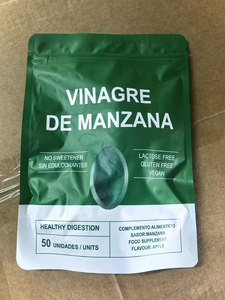 VINAGRE
DE MANZANA
NO SWEETENER
SIN EDULCORANTES
LACTOSE FREE
GLUTEN FREE
VEGAN
HEALTHY DIGESTION
50 UNIDADES / UNITS
COMPLEMENTO ALIMENTICIO
SABOR MANZANA
FOOD SUPPLEMENT
FLAVOUR: APPLE